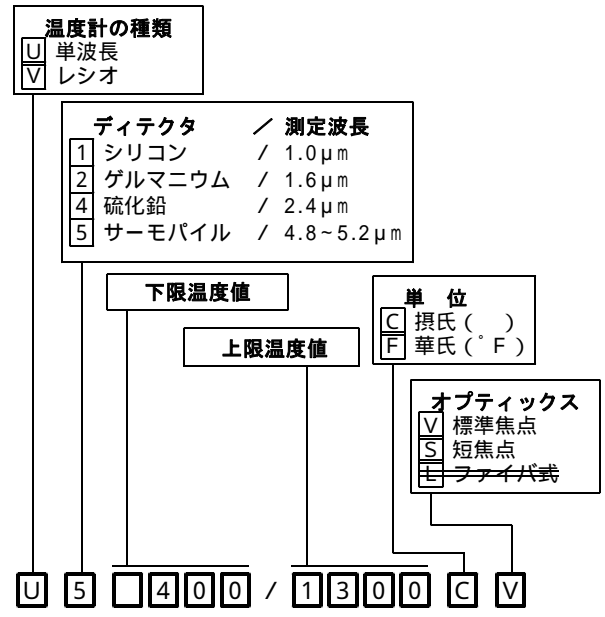 温度計の種類
U 単波長
V レシオ
ディテクタ / 測定波長
1 シリコン / 1.0μm
2 ゲルマニウム / 1.6μm
4 硫化鉛 / 2.4μm
5 サーモパイル / 4.8~5.2μm
下限温度値
単 位
C 摂氏( )
F 華氏(゜F)
上限温度値
オプティックス
V 標準焦点
S 短焦点
L ファイバ式
U 5 400/1300 C V